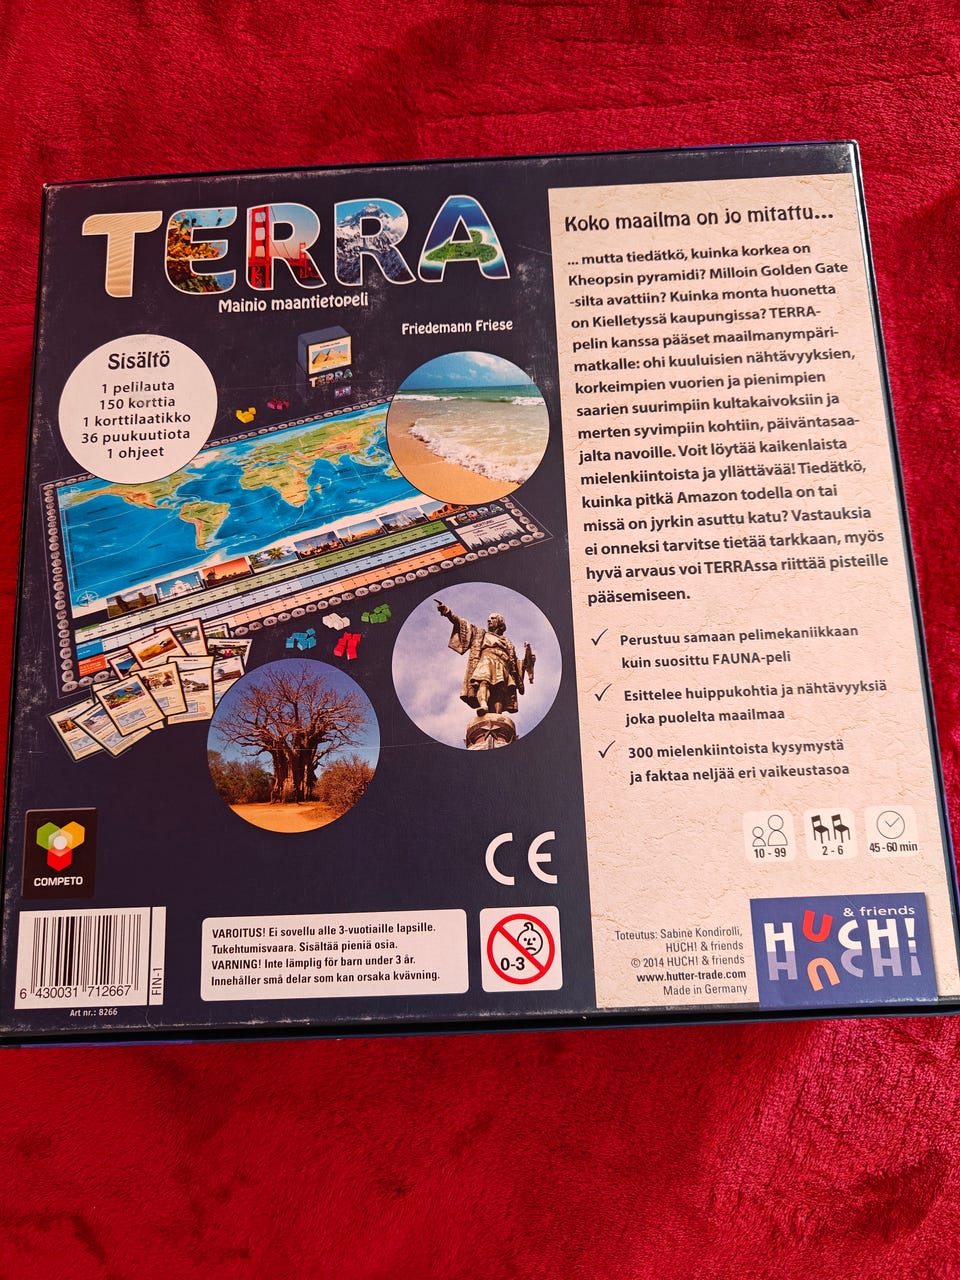 TERRA
Mainio maantietopeli
Friedemann Friese
Sisältö
1 pelilauta
150 korttia
1 korttilaatikko
36 puukuutiota
1 ohjeet
TERRA
TERRA
Koko maailma on jo mitattu...
... mutta tiedätkö, kuinka korkea on
Kheopsin pyramidi? Milloin Golden Gate
-silta avattiin? Kuinka monta huonetta
on Kielletyssä kaupungissa? TERRA-
pelin kanssa pääset maailmanympäri-
matkalle: ohi kuuluisien nähtävyyksien,
korkeimpien vuorien ja pienimpien
saarien suurimpiin kultakaivoksiin ja
merten syvimpiin kohtiin, päiväntasaa-
jalta navoille. Voit löytää kaikenlaista
mielenkiintoista ja yllättävää! Tiedätkö,
kuinka pitkä Amazon todella on tai
missä on jyrkin asuttu katu? Vastauksia
ei onneksi tarvitse tietää tarkkaan, myös
hyvä arvaus voi TERRAssa riittää pisteille
pääsemiseen.
✓ Perustuu samaan pelimekaniikkaan
kuin suosittu FAUNA-peli
✓ Esittelee huippukohtia ja nähtävyyksiä
joka puolelta maailmaa
✓ 300 mielenkiintoista kysymystä
ja faktaa neljää eri vaikeustasoa
10 - 99
2 - 6
45-60 min
COMPETO
CE
6 430031 712667
FIN-1
Art nr.: 8266
VAROITUS! Ei sovellu alle 3-vuotiaille lapsille.
Tukehtumisvaara. Sisältää pieniä osia.
VARNING! Inte lämplig för barn under 3 år.
Innehåller små delar som kan orsaka kvävning.
0-3
Toteutus: Sabine Kondirolli,
HUCH! & friends
© 2014 HUCH! & friends
www.hutter-trade.com
Made in Germany
& friends
HUCH!